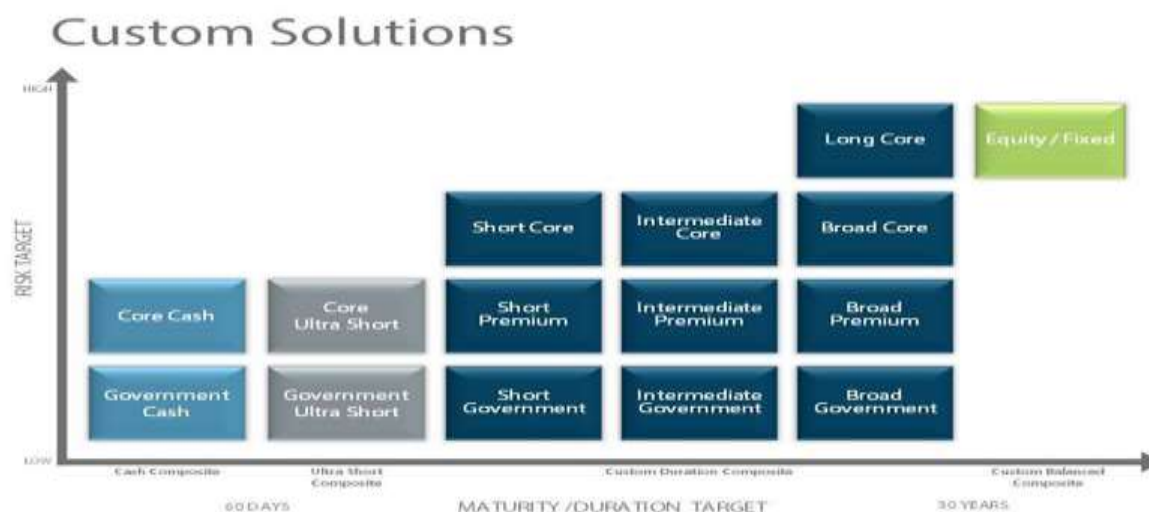 Custom Solutions
HIGH
RISK TARGET
LOW
Long Core
Equity / Fixed
Short Core
Intermediate
Core
Broad Core
Core Cash
Core
Ultra Short
Short
Premium
Intermediate
Premium
Broad
Premium
Government
Cash
Government
Ultra Short
Short
Government
Intermediate
Government
Broad
Government
Cash Composite
Ultra Short
Composite
Custom Duration Composite
Custom Balanced
Composite
60 DAYS
MATURITY / DURATION TARGET
30 YEARS